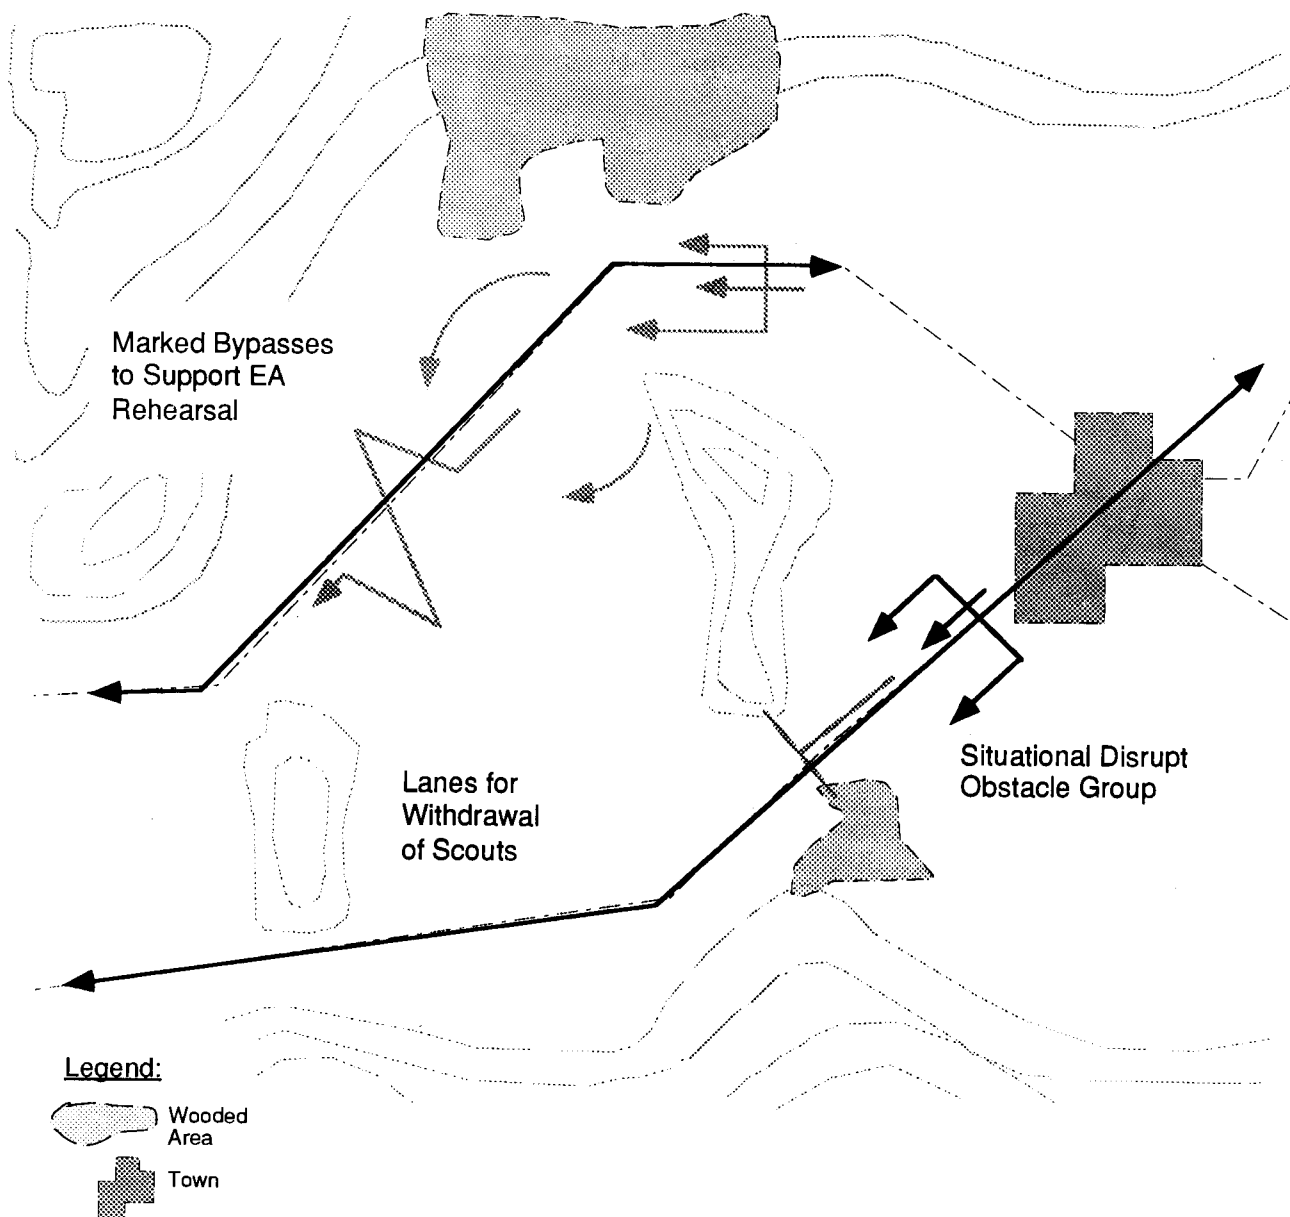 Marked Bypasses
to Support EA
Rehearsal
Lanes for
Withdrawal
of Scouts
Situational Disrupt
Obstacle Group
Legend:
Wooded
Area
Town